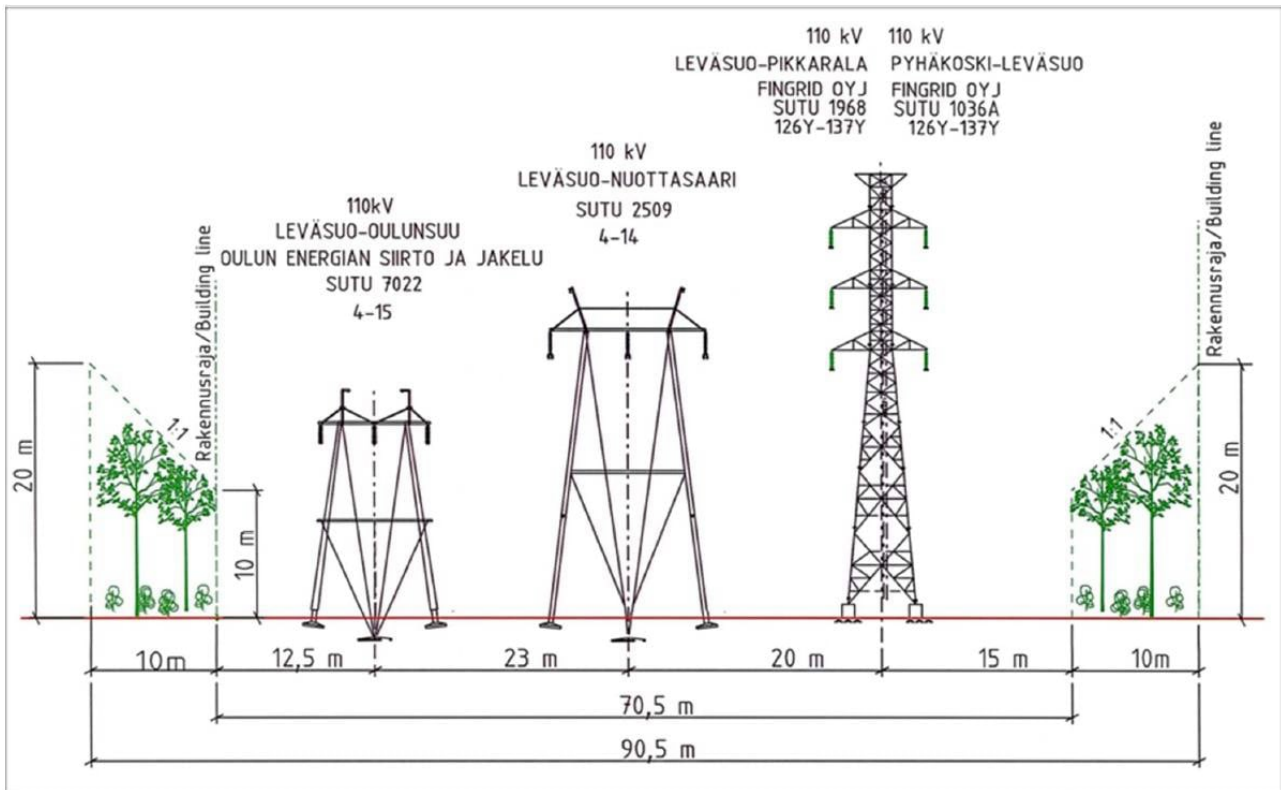 110 kV
LEVÄSUO-PIKKARALA
FINGRID OYJ
SUTU 1968
126Y-137Y
110 kV
PYHÄKOSKI-LEVÄSUO
FINGRID OYJ
SUTU 1036A
126Y-137Y
110 kV
LEVÄSUO-NUOTTASAARI
SUTU 2509
4-14
110kV
LEVÄSUO-OULUNSUU
OULUN ENERGIAN SIIRTO JA JAKELU
SUTU 7022
4-15
Rakennusraja/Building line
Rakennusraja/Building line
1:1
1:1
20 m
10 m
20 m
10m
12,5 m
23 m
20 m
15 m
10m
70,5 m
90,5 m